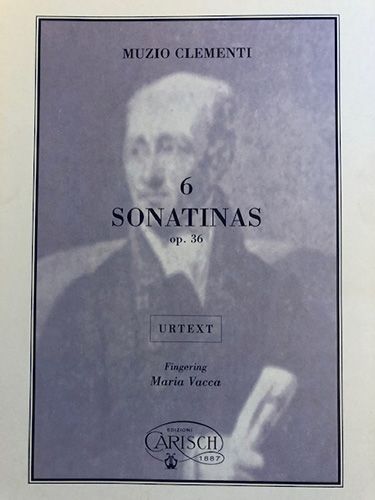 MUZIO CLEMENTI
6
SONATINAS
op. 36
URTEXT
Fingering
Maria Vacca
EDIZIONI
CARISCH
1887